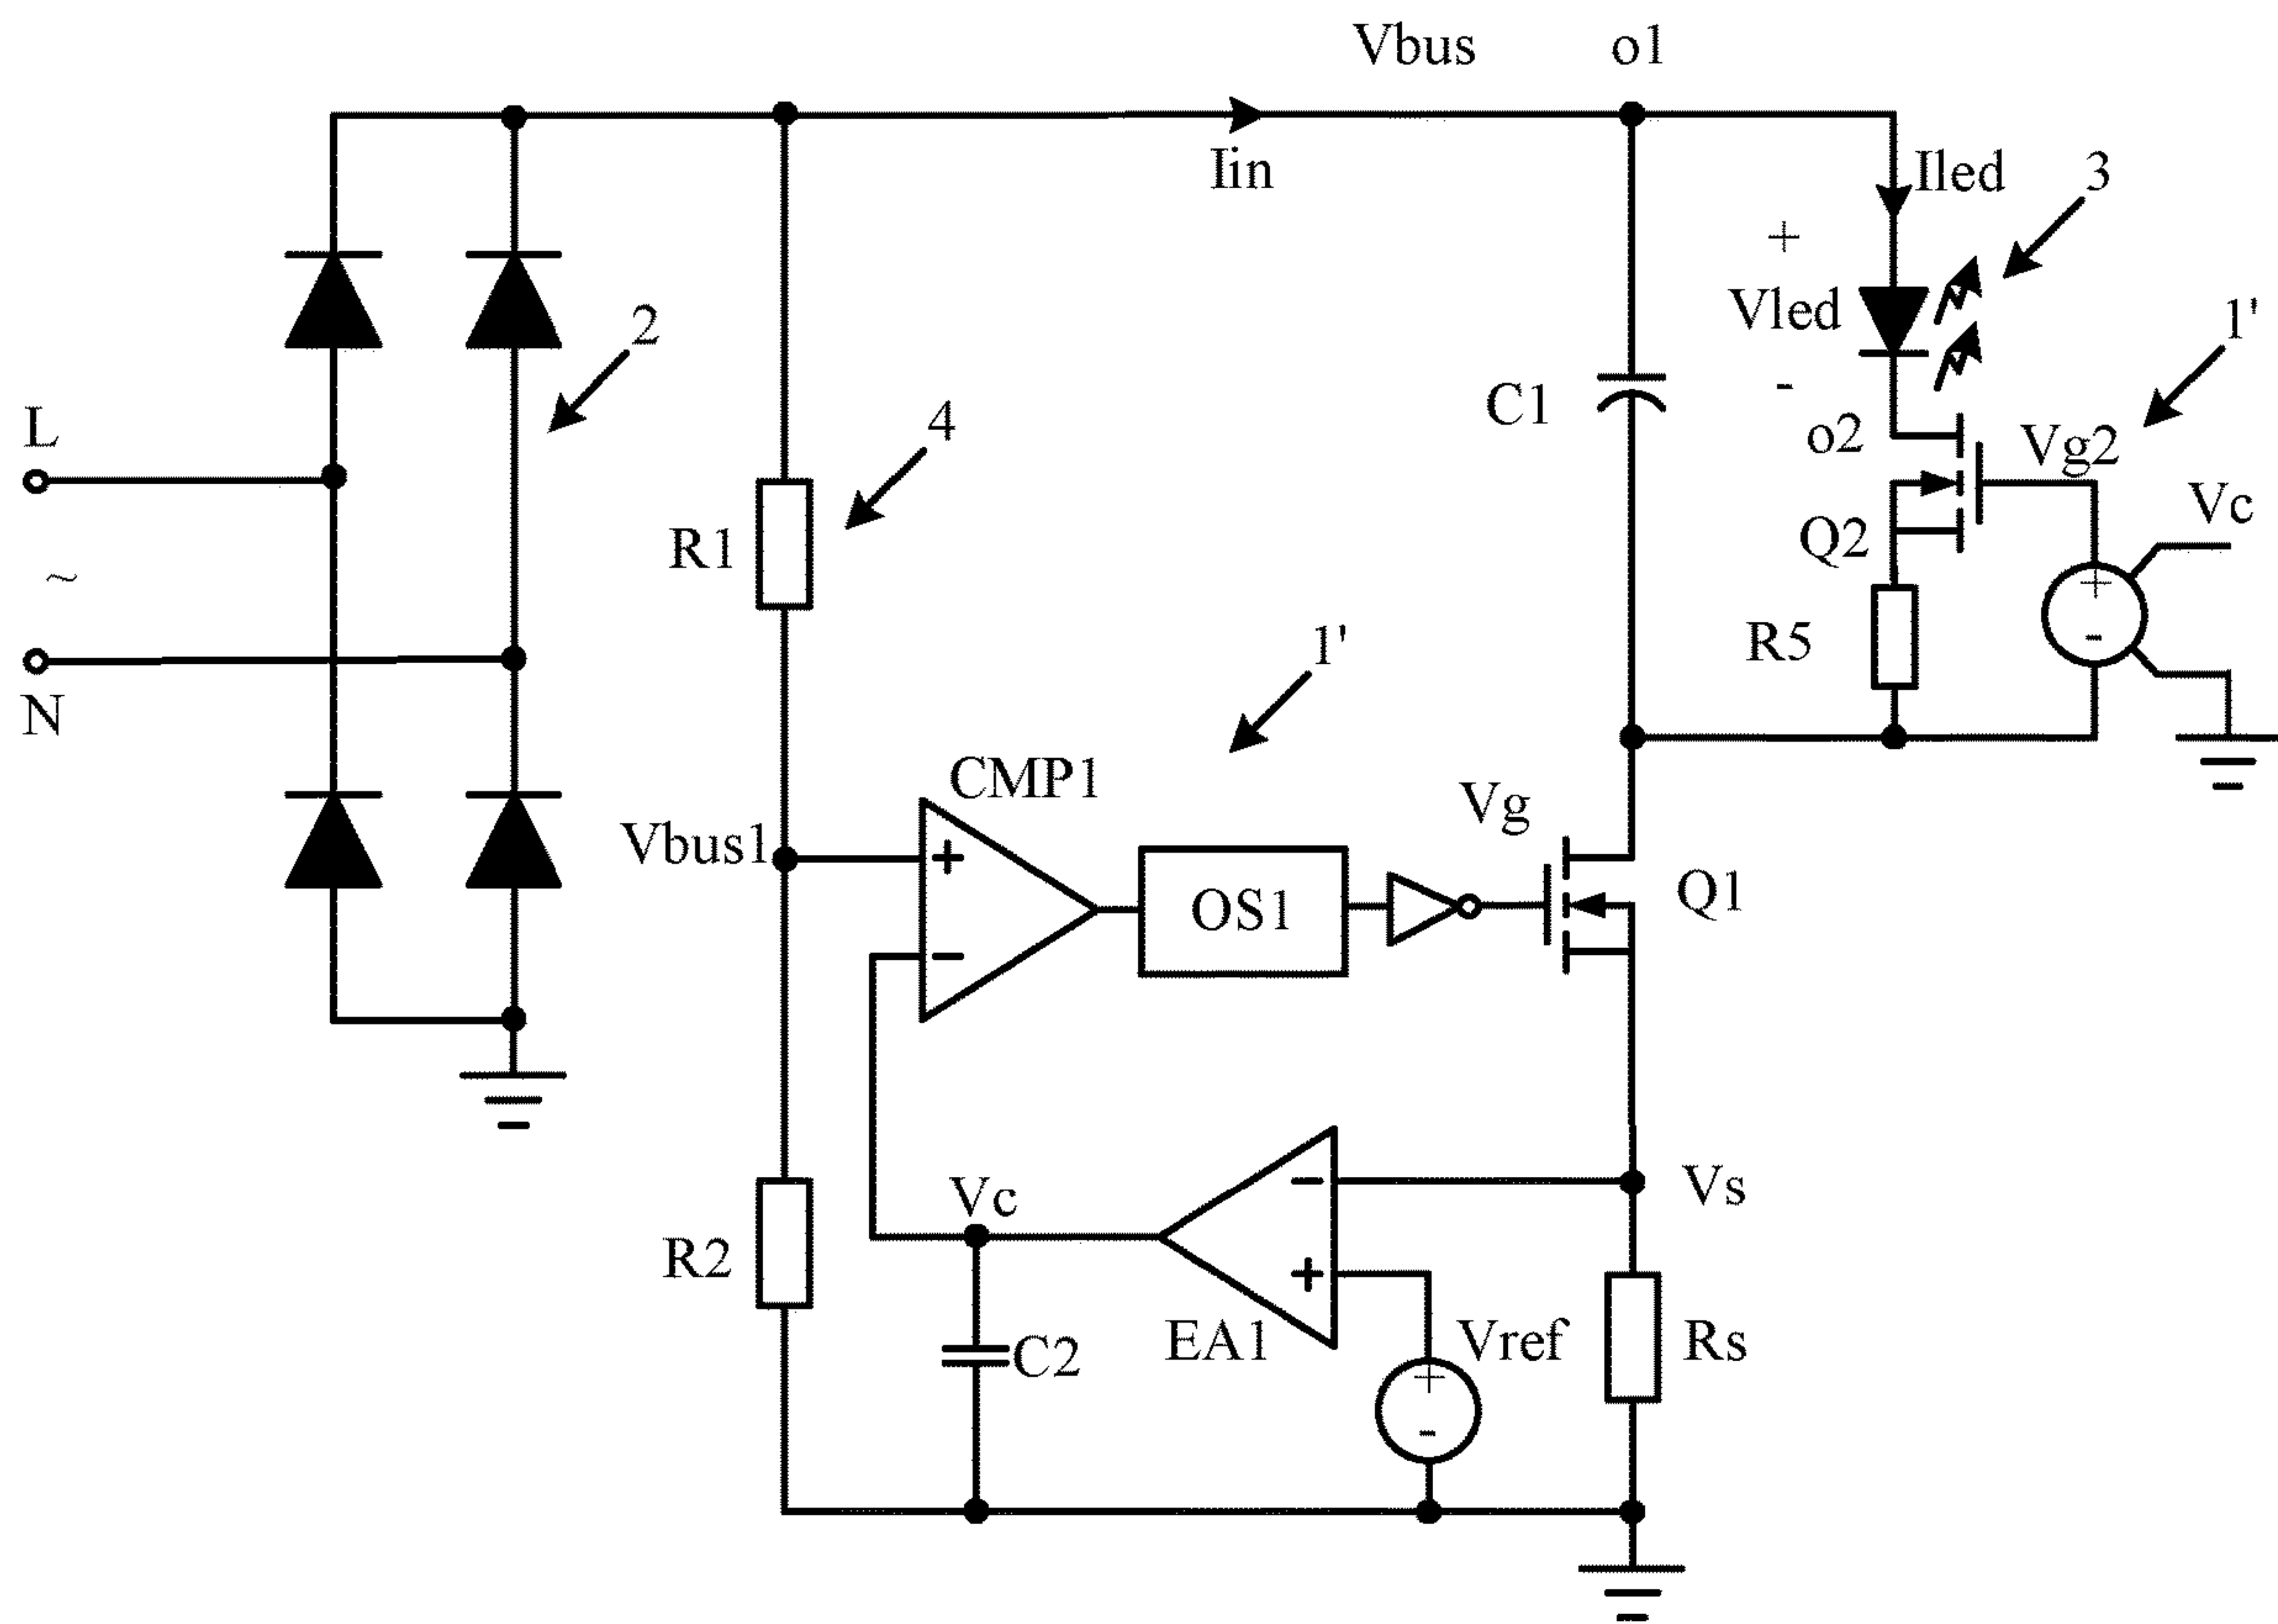 Vbus o1
Iin
Iled
3
+
Vled
-
1'
2
L
4
C1
o2
Vg2
Vc
~
R1
Q2
+
-
R5
N
1'
CMP1
Vg
Vbus1
+
OS1
Q1
-
Vc
-
Vs
R2
+
C2
EA1
Vref
Rs
+
-